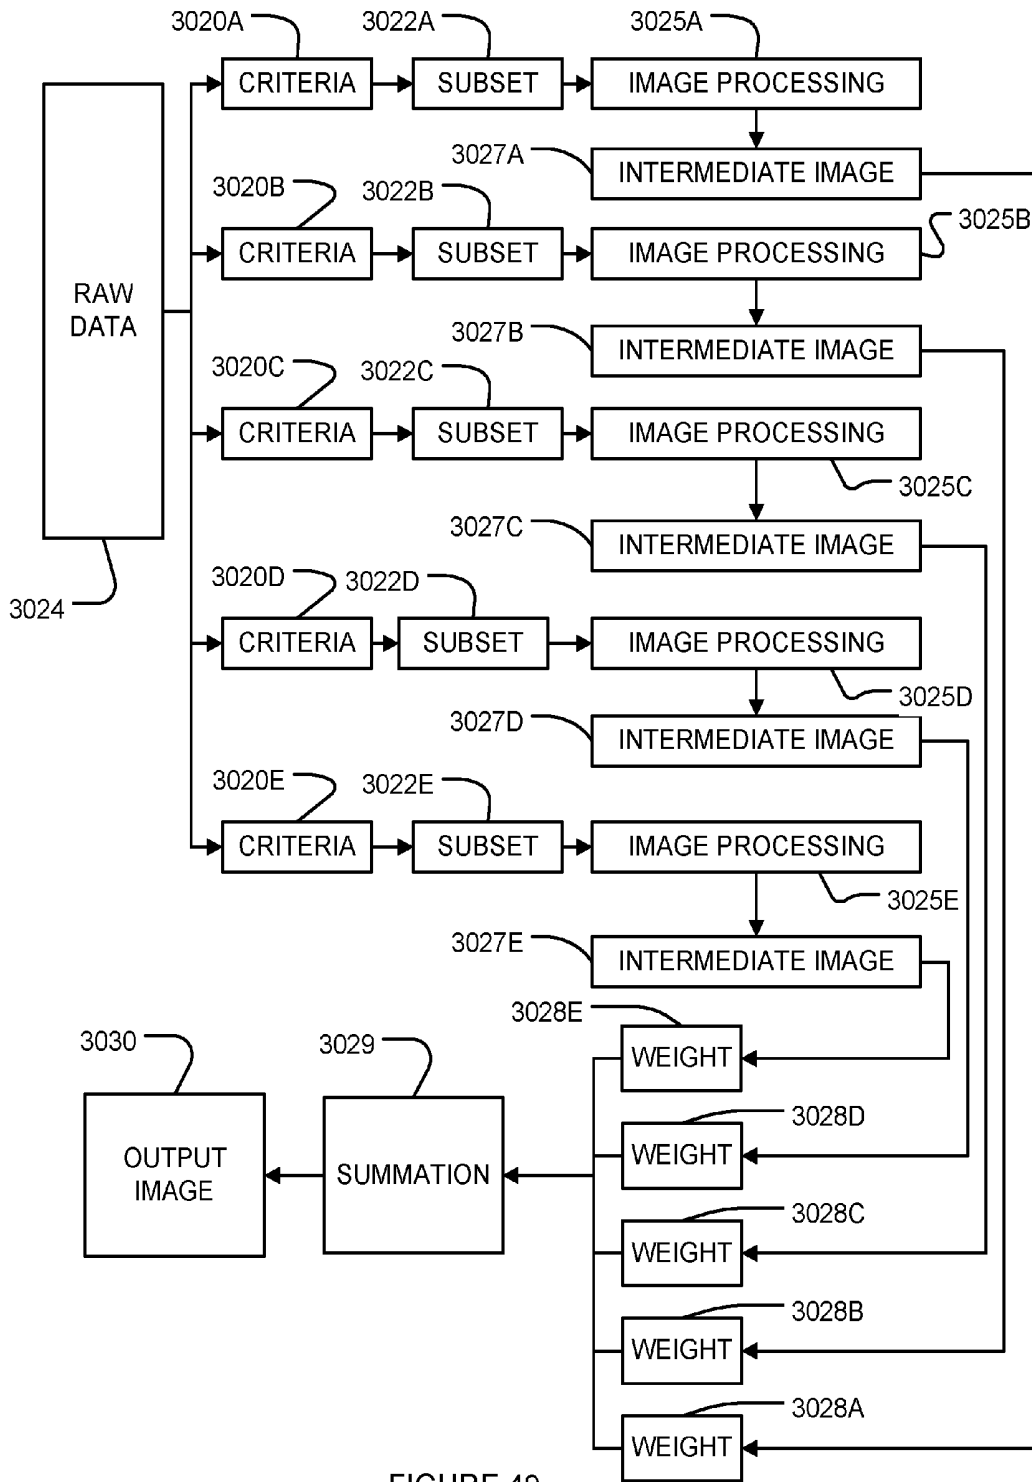 3020A 3022A 3025A
CRITERIA SUBSET IMAGE PROCESSING
3027A INTERMEDIATE IMAGE
3020B 3022B 3025B
CRITERIA SUBSET IMAGE PROCESSING
RAW
DATA
3027B INTERMEDIATE IMAGE
3020C 3022C
CRITERIA SUBSET IMAGE PROCESSING
3025C
3027C INTERMEDIATE IMAGE
3024
3020D 3022D
CRITERIA SUBSET IMAGE PROCESSING
3025D
3027D INTERMEDIATE IMAGE
3020E 3022E
CRITERIA SUBSET IMAGE PROCESSING
3025E
3027E INTERMEDIATE IMAGE
3028E
WEIGHT
3030 3029
3028D
WEIGHT
OUTPUT
IMAGE
SUMMATION
3028C
WEIGHT
3028B
WEIGHT
3028A
WEIGHT